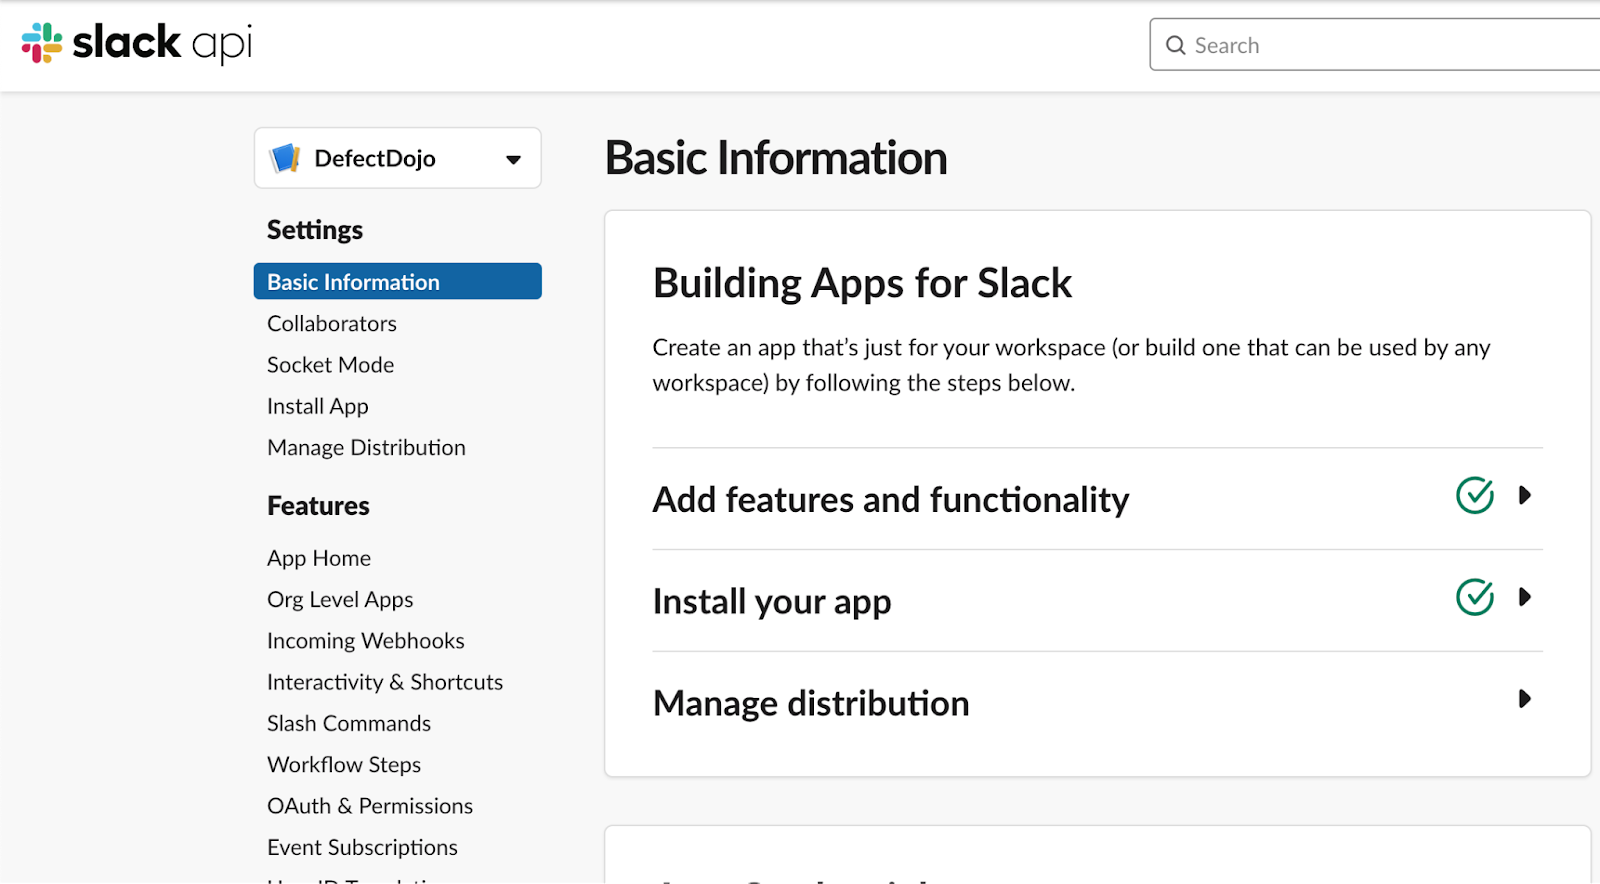 slack api
Search
DefectDojo
Settings
Basic Information
Collaborators
Socket Mode
Install App
Manage Distribution
Features
App Home
Org Level Apps
Incoming Webhooks
Interactivity & Shortcuts
Slash Commands
Workflow Steps
OAuth & Permissions
Event Subscriptions
Basic Information
Building Apps for Slack
Create an app that’s just for your workspace (or build one that can be used by any
workspace) by following the steps below.
Add features and functionality
Install your app
Manage distribution